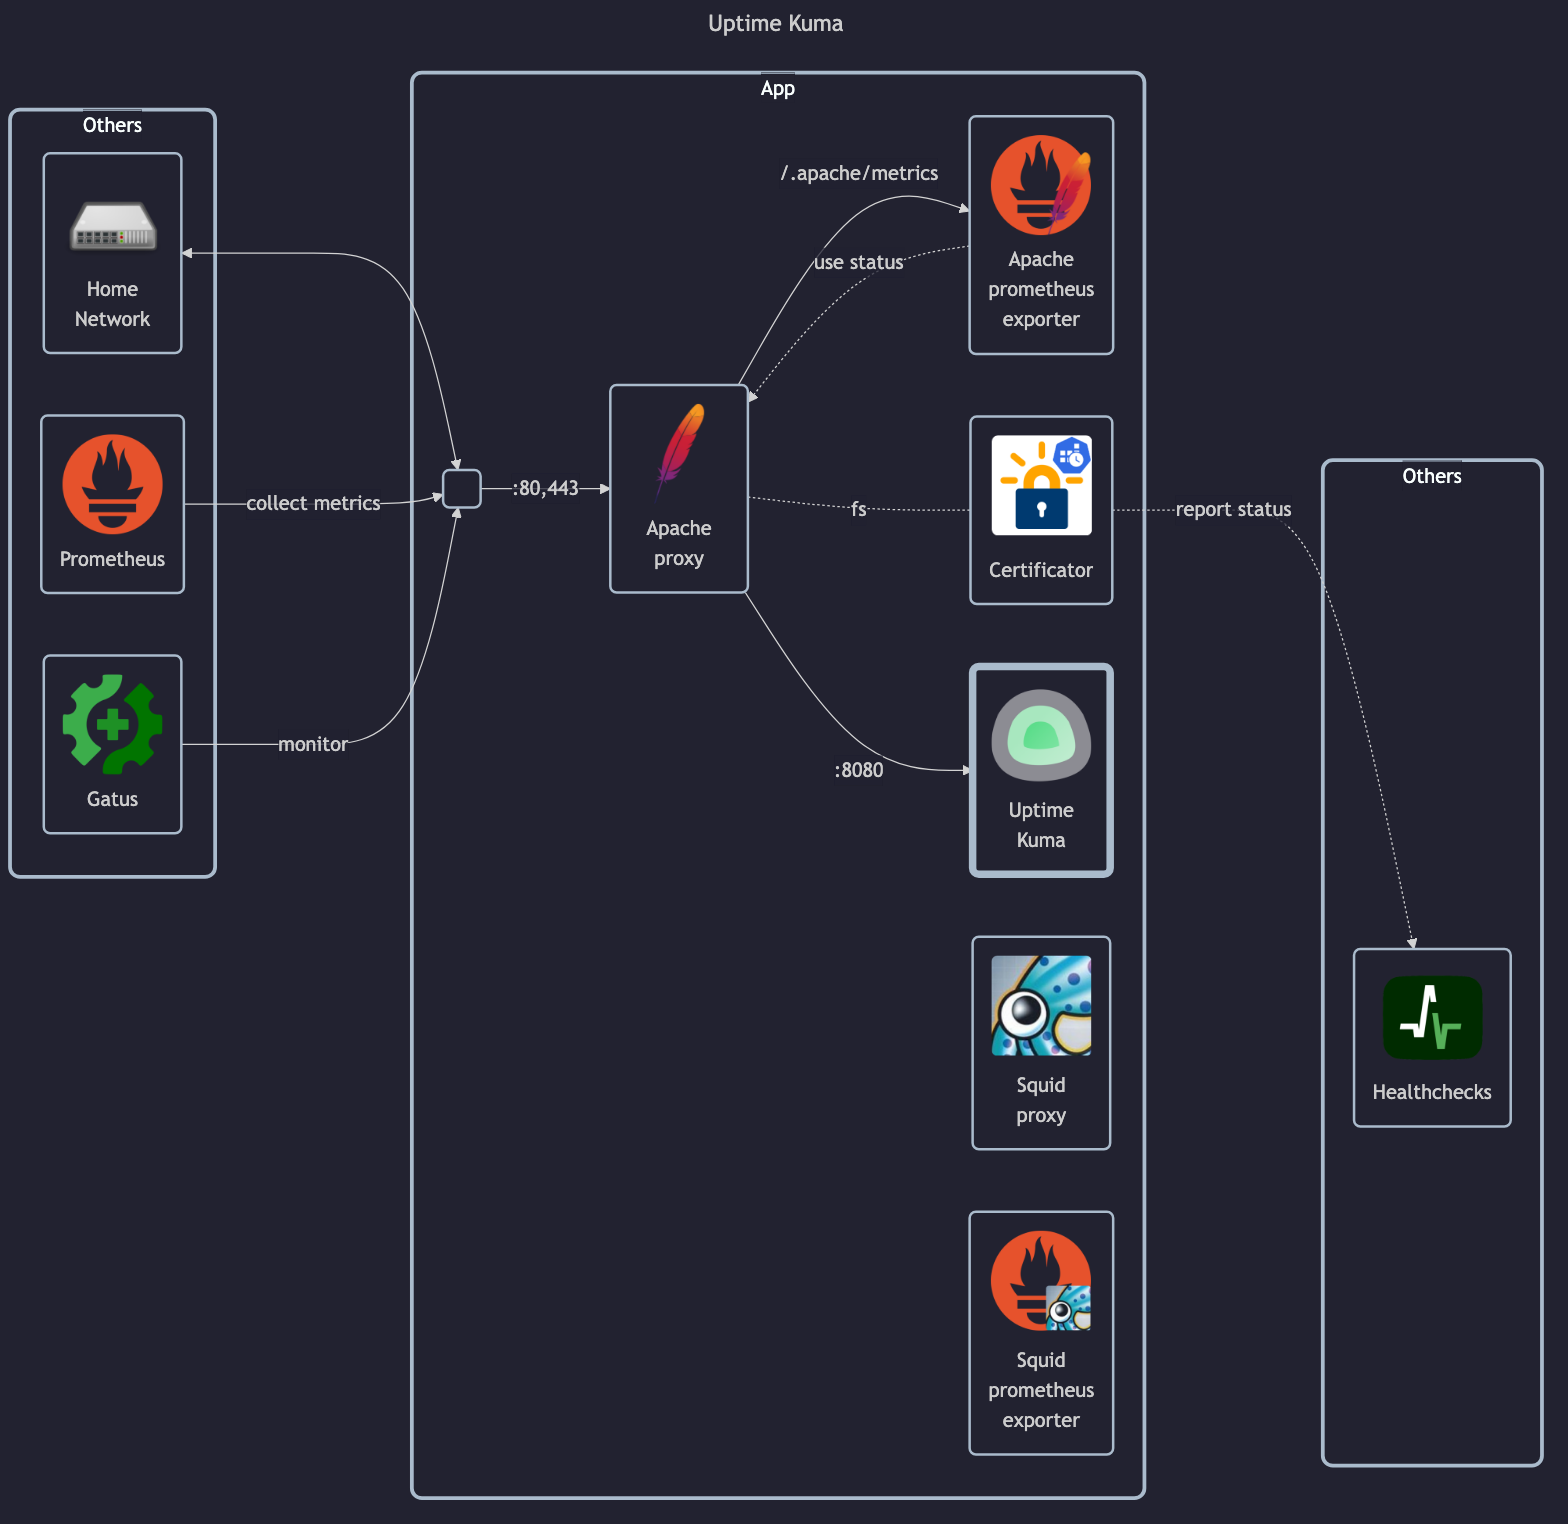 Uptime Kuma
Others
Home
Network
Prometheus
Gatus
collect metrics
monitor
App
:80,443
Apache
proxy
/.apache/metrics
use status
fs
:8080
Apache
prometheus
exporter
Certificator
Uptime
Kuma
Squid
proxy
Squid
prometheus
exporter
report status
Others
Healthchecks